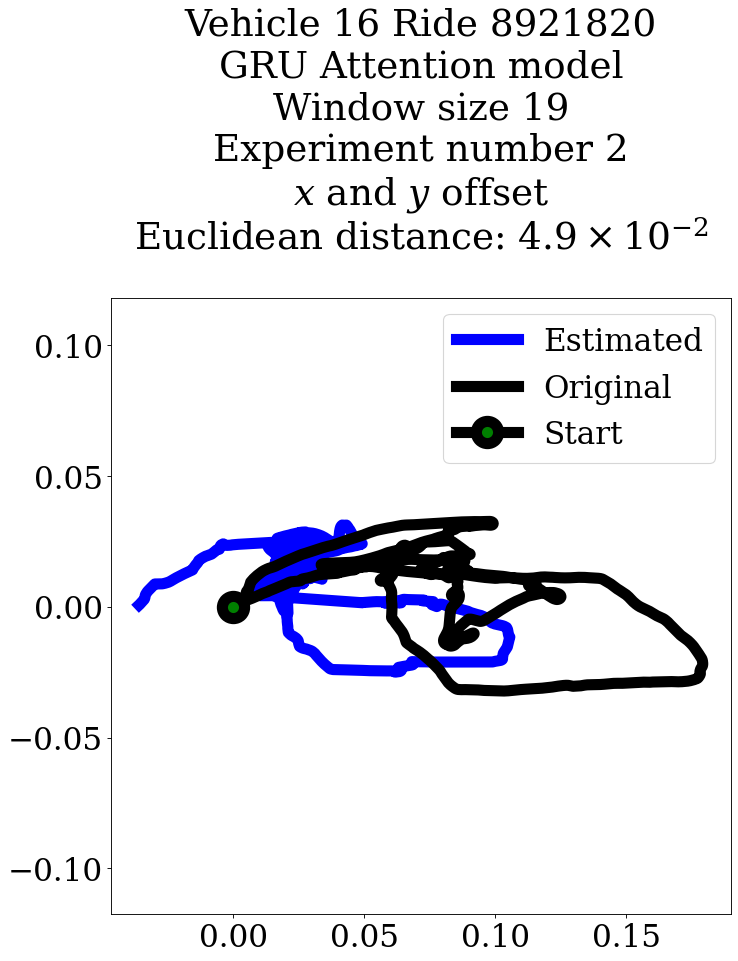 Vehicle 16 Ride 8921820
GRU Attention model
Window size 19
Experiment number 2
x and y offset
Euclidean distance: 4.9 × 10⁻²
Estimated
Original
Start
0.10
0.05
0.00
−0.05
−0.10
0.00 0.05 0.10 0.15